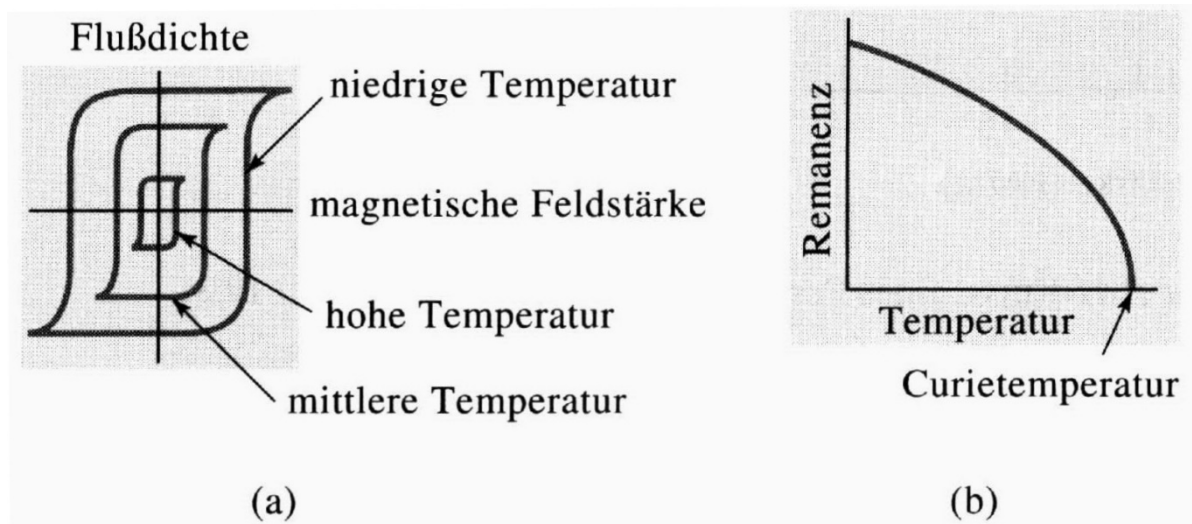 Flußdichte
niedrige Temperatur
magnetische Feldstärke
hohe Temperatur
mittlere Temperatur
(a)
Remanenz
Temperatur
Curietemperatur
(b)